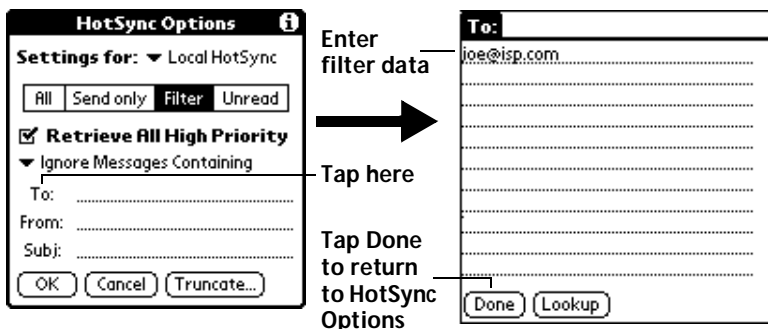 HotSync Options
Settings for: Local HotSync
All Send only Filter Unread
Retrieve All High Priority
Ignore Messages Containing
To:
From:
Subj:
OK Cancel Truncate...
Enter
filter data
Tap here
Tap Done
to return
to HotSync
Options
To:
joe@isp.com
Done Lookup